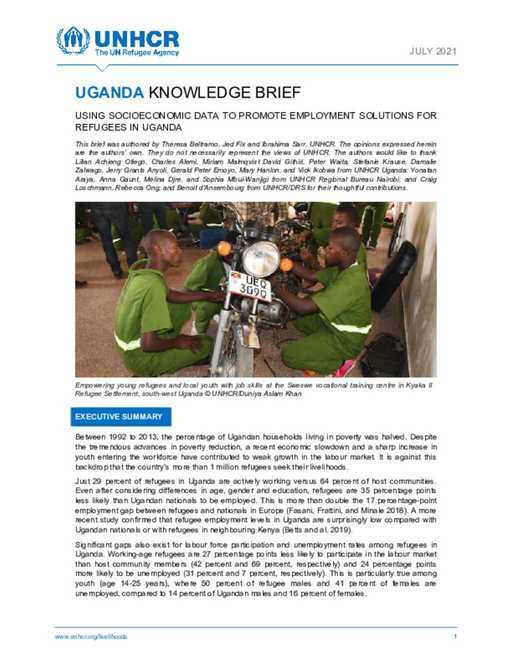 UNHCR
The UN Refugee Agency
JULY 2021
UGANDA KNOWLEDGE BRIEF
USING SOCIOECONOMIC DATA TO PROMOTE EMPLOYMENT SOLUTIONS FOR
REFUGEES IN UGANDA
This brief was authored by Theresa Beltramo, Jed Fix and Ibrahima Sarr, UNHCR. The opinions expressed herein
are the authors' own. They do not necessarily represent the views of UNHCR. The authors would like to thank
Lilian Achieng Otiego, Charles Alemi, Miriam Malmqvist David Githiri, Peter Waita, Stefanie Krause, Damalie
Zalwago, Jerry Grants Anyoli, Gerald Peter Emoyo, Mary Hanlon, and Vick Ikobwa from UNHCR Uganda; Yonatan
Araya, Anna Gaunt, Melina Djre, and Sophia Mbui-Wanjigi from UNHCR Regional Bureau Nairobi; and Craig
Loschmann, Rebecca Ong, and Benoit d'Ansembourg from UNHCR/DRS for their thoughtful contributions.
UEQ
309Q
Empowering young refugees and local youth with job skills at the Sweswe vocational training centre in Kyaka II
Refugee Settlement, south-west Uganda © UNHCR/Duniya Aslam Khan
EXECUTIVE SUMMARY
Between 1992 to 2013, the percentage of Ugandan households living in poverty was halved. Despite
the tremendous advances in poverty reduction, a recent economic slowdown and a sharp increase in
youth entering the workforce have contributed to weak growth in the labour market. It is against this
backdrop that the country's more than 1 million refugees seek their livelihoods.
Just 29 percent of refugees in Uganda are actively working versus 64 percent of host communities.
Even after considering differences in age, gender and education, refugees are 35 percentage points
less likely than Ugandan nationals to be employed. This is more than double the 17 percentage-point
employment gap between refugees and nationals in Europe (Fasani, Frattini, and Minale 2018). A more
recent study confirmed that refugee employment levels in Uganda are surprisingly low compared with
Ugandan nationals or with refugees in neighbouring Kenya (Betts and al. 2019).
Significant gaps also exist for labour force participation and unemployment rates among refugees in
Uganda. Working-age refugees are 27 percentage points less likely to participate in the labour market
than host community members (42 percent and 69 percent, respectively) and 24 percentage points
more likely to be unemployed (31 percent and 7 percent, respectively). This is particularly true among
youth (age 14-25 years), where 50 percent of refugee males and 41 percent of females are
unemployed, compared to 14 percent of Ugandan males and 16 percent of females.
www.unhcr.org/livelihoods
1